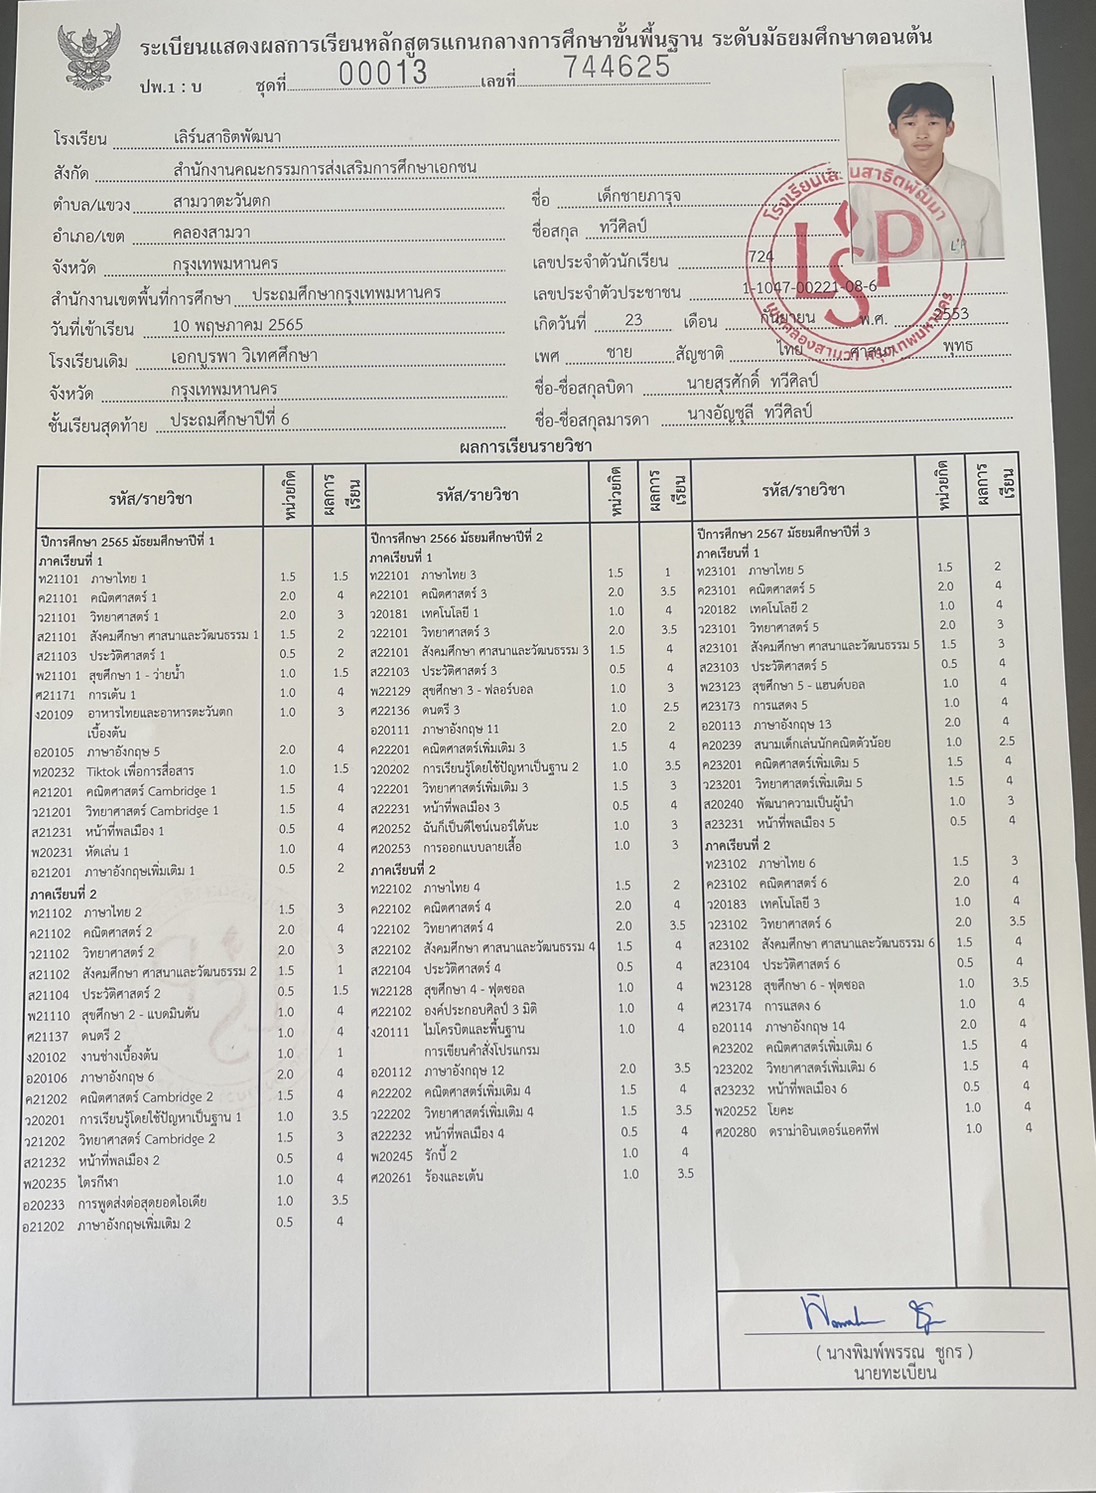 ระเบียนแสดงผลการเรียนหลักสูตรแกนกลางการศึกษาขั้นพื้นฐาน ระดับมัธยมศึกษาตอนต้น
ปพ.1 : บ ชุดที่ 00013 เลขที่ 744625
โรงเรียน เลิร์นสาธิตพัฒนา
สังกัด สำนักงานคณะกรรมการส่งเสริมการศึกษาเอกชน
ตำบล/แขวง สามวาตะวันตก
อำเภอ/เขต คลองสามวา
จังหวัด กรุงเทพมหานคร
สำนักงานเขตพื้นที่การศึกษา ประถมศึกษากรุงเทพมหานคร
วันที่เข้าเรียน 10 พฤษภาคม 2565
โรงเรียนเดิม เอกบูรพา วิเทศศึกษา
จังหวัด กรุงเทพมหานคร
ชั้นเรียนสุดท้าย ประถมศึกษาปีที่ 6
ชื่อ เด็กชายภารุจ
ชื่อสกุล ทวีศิลป์
เลขประจำตัวนักเรียน 724
เลขประจำตัวประชาชน 1-1047-00221-08-6
เกิดวันที่ 23 เดือน กันยายน พ.ศ. 2553
เพศ ชาย สัญชาติ ไทย ศาสนา พุทธ
ชื่อ-ชื่อสกุลบิดา นายสุรศักดิ์ ทวีศิลป์
ชื่อ-ชื่อสกุลมารดา นางอัญชุลี ทวีศิลป์
LSP
ผลการเรียนรายวิชา
รหัส/รายวิชา หน่วยกิต ผลการเรียน
ปีการศึกษา 2565 มัธยมศึกษาปีที่ 1
ภาคเรียนที่ 1
ท21101 ภาษาไทย 1 1.5 1.5
ค21101 คณิตศาสตร์ 1 2.0 4
ว21101 วิทยาศาสตร์ 1 2.0 3
ส21101 สังคมศึกษา ศาสนาและวัฒนธรรม 1 1.5 2
ส21103 ประวัติศาสตร์ 1 0.5 2
พ21101 สุขศึกษา 1 - ว่ายน้ำ 1.0 1.5
ศ21171 การเต้น 1 1.0 4
ง20109 อาหารไทยและอาหารตะวันตก 1.0 3
เบื้องต้น
อ20105 ภาษาอังกฤษ 5 2.0 4
ท20232 Tiktok เพื่อการสื่อสาร 1.0 1.5
ค21201 คณิตศาสตร์ Cambridge 1 1.5 4
ว21201 วิทยาศาสตร์ Cambridge 1 1.5 4
ส21231 หน้าที่พลเมือง 1 0.5 4
พ20231 หัดเล่น 1 1.0 4
อ21201 ภาษาอังกฤษเพิ่มเติม 1 0.5 2
ภาคเรียนที่ 2
ท21102 ภาษาไทย 2 1.5 3
ค21102 คณิตศาสตร์ 2 2.0 4
ว21102 วิทยาศาสตร์ 2 2.0 3
ส21102 สังคมศึกษา ศาสนาและวัฒนธรรม 2 1.5 1
ส21104 ประวัติศาสตร์ 2 0.5 1.5
พ21110 สุขศึกษา 2 - แบดมินตัน 1.0 4
ศ21137 ดนตรี 2 1.0 4
ง20102 งานช่างเบื้องต้น 1.0 1
อ20106 ภาษาอังกฤษ 6 2.0 4
ค21202 คณิตศาสตร์ Cambridge 2 1.5 4
ว20201 การเรียนรู้โดยใช้ปัญหาเป็นฐาน 1 1.0 3.5
ว21202 วิทยาศาสตร์ Cambridge 2 1.5 3
ส21232 หน้าที่พลเมือง 2 0.5 4
พ20235 ไตรกีฬา 1.0 4
อ20233 การพูดส่งต่อสุดยอดไอเดีย 1.0 3.5
อ21202 ภาษาอังกฤษเพิ่มเติม 2 0.5 4
รหัส/รายวิชา หน่วยกิต ผลการเรียน
ปีการศึกษา 2566 มัธยมศึกษาปีที่ 2
ภาคเรียนที่ 1
ท22101 ภาษาไทย 3 1.5 1
ค22101 คณิตศาสตร์ 3 2.0 3.5
ว20181 เทคโนโลยี 1 1.0 4
ว22101 วิทยาศาสตร์ 3 2.0 3.5
ส22101 สังคมศึกษา ศาสนาและวัฒนธรรม 3 1.5 4
ส22103 ประวัติศาสตร์ 3 0.5 4
พ22129 สุขศึกษา 3 - ฟลอร์บอล 1.0 3
ศ22136 ดนตรี 3 1.0 2.5
อ20111 ภาษาอังกฤษ 11 2.0 2
ค22201 คณิตศาสตร์เพิ่มเติม 3 1.5 4
ว20202 การเรียนรู้โดยใช้ปัญหาเป็นฐาน 2 1.0 3.5
ว22201 วิทยาศาสตร์เพิ่มเติม 3 1.5 3
ส22231 หน้าที่พลเมือง 3 0.5 4
ศ20252 ฉันก็เป็นดีไซน์เนอร์ได้นะ 1.0 3
ศ20253 การออกแบบลายเสื้อ 1.0 3
ภาคเรียนที่ 2
ท22102 ภาษาไทย 4 1.5 2
ค22102 คณิตศาสตร์ 4 2.0 4
ว22102 วิทยาศาสตร์ 4 2.0 3.5
ส22102 สังคมศึกษา ศาสนาและวัฒนธรรม 4 1.5 4
ส22104 ประวัติศาสตร์ 4 0.5 4
พ22128 สุขศึกษา 4 - ฟุตซอล 1.0 4
ศ22102 องค์ประกอบศิลป์ 3 มิติ 1.0 4
ง20111 ไมโครบิตและพื้นฐาน 1.0 4
การเขียนคำสั่งโปรแกรม
อ20112 ภาษาอังกฤษ 12 2.0 3.5
ค22202 คณิตศาสตร์เพิ่มเติม 4 1.5 4
ว22202 วิทยาศาสตร์เพิ่มเติม 4 1.5 3.5
ส22232 หน้าที่พลเมือง 4 0.5 4
พ20245 รักบี้ 2 1.0 4
ศ20261 ร้องและเต้น 1.0 3.5
รหัส/รายวิชา หน่วยกิต ผลการเรียน
ปีการศึกษา 2567 มัธยมศึกษาปีที่ 3
ภาคเรียนที่ 1
ท23101 ภาษาไทย 5 1.5 2
ค23101 คณิตศาสตร์ 5 2.0 4
ว20182 เทคโนโลยี 2 1.0 4
ว23101 วิทยาศาสตร์ 5 2.0 3
ส23101 สังคมศึกษา ศาสนาและวัฒนธรรม 5 1.5 3
ส23103 ประวัติศาสตร์ 5 0.5 4
พ23123 สุขศึกษา 5 - แฮนด์บอล 1.0 4
ศ23173 การแสดง 5 1.0 4
อ20113 ภาษาอังกฤษ 13 2.0 4
ค20239 สนามเด็กเล่นนักคณิตตัวน้อย 1.0 2.5
ค23201 คณิตศาสตร์เพิ่มเติม 5 1.5 4
ว23201 วิทยาศาสตร์เพิ่มเติม 5 1.5 4
ส20240 พัฒนาความเป็นผู้นำ 1.0 3
ส23231 หน้าที่พลเมือง 5 0.5 4
ภาคเรียนที่ 2
ท23102 ภาษาไทย 6 1.5 3
ค23102 คณิตศาสตร์ 6 2.0 4
ว20183 เทคโนโลยี 3 1.0 4
ว23102 วิทยาศาสตร์ 6 2.0 3.5
ส23102 สังคมศึกษา ศาสนาและวัฒนธรรม 6 1.5 4
ส23104 ประวัติศาสตร์ 6 0.5 4
พ23128 สุขศึกษา 6 - ฟุตซอล 1.0 3.5
ศ23174 การแสดง 6 1.0 4
อ20114 ภาษาอังกฤษ 14 2.0 4
ค23202 คณิตศาสตร์เพิ่มเติม 6 1.5 4
ว23202 วิทยาศาสตร์เพิ่มเติม 6 1.5 4
ส23232 หน้าที่พลเมือง 6 0.5 4
พ20252 โยคะ 1.0 4
ศ20280 ดราม่าอินเตอร์แอคทีฟ 1.0 4
( นางพิมพ์พรรณ ชูกร )
นายทะเบียน